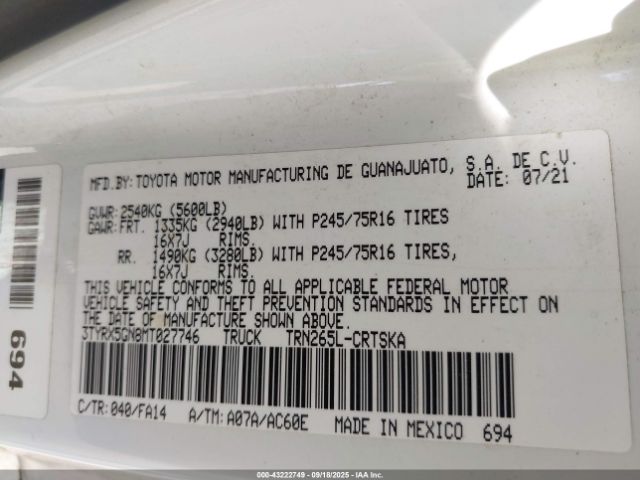 MFD.BY: TOYOTA MOTOR MANUFACTURING DE GUANAJUATO, S.A. DE C.V.
DATE: 07/21
GVWR: 2540KG (5600LB)
GAWR: FRT. 1335KG (2940LB) WITH P245/75R16 TIRES
16X7J RIMS.
RR. 1490KG (3280LB) WITH P245/75R16 TIRES,
16X7J RIMS.
THIS VEHICLE CONFORMS TO ALL APPLICABLE FEDERAL MOTOR
VEHICLE SAFETY AND THEFT PREVENTION STANDARDS IN EFFECT ON
THE DATE OF MANUFACTURE SHOWN ABOVE.
3TYRX5GN0MT027746 TRUCK TRN265L-CRTSKA
C/TR: 040/FA14 A/TM: A07A/AC60E MADE IN MEXICO 694
694
000-43222749 - 09/18/2025 - IAAI.COM